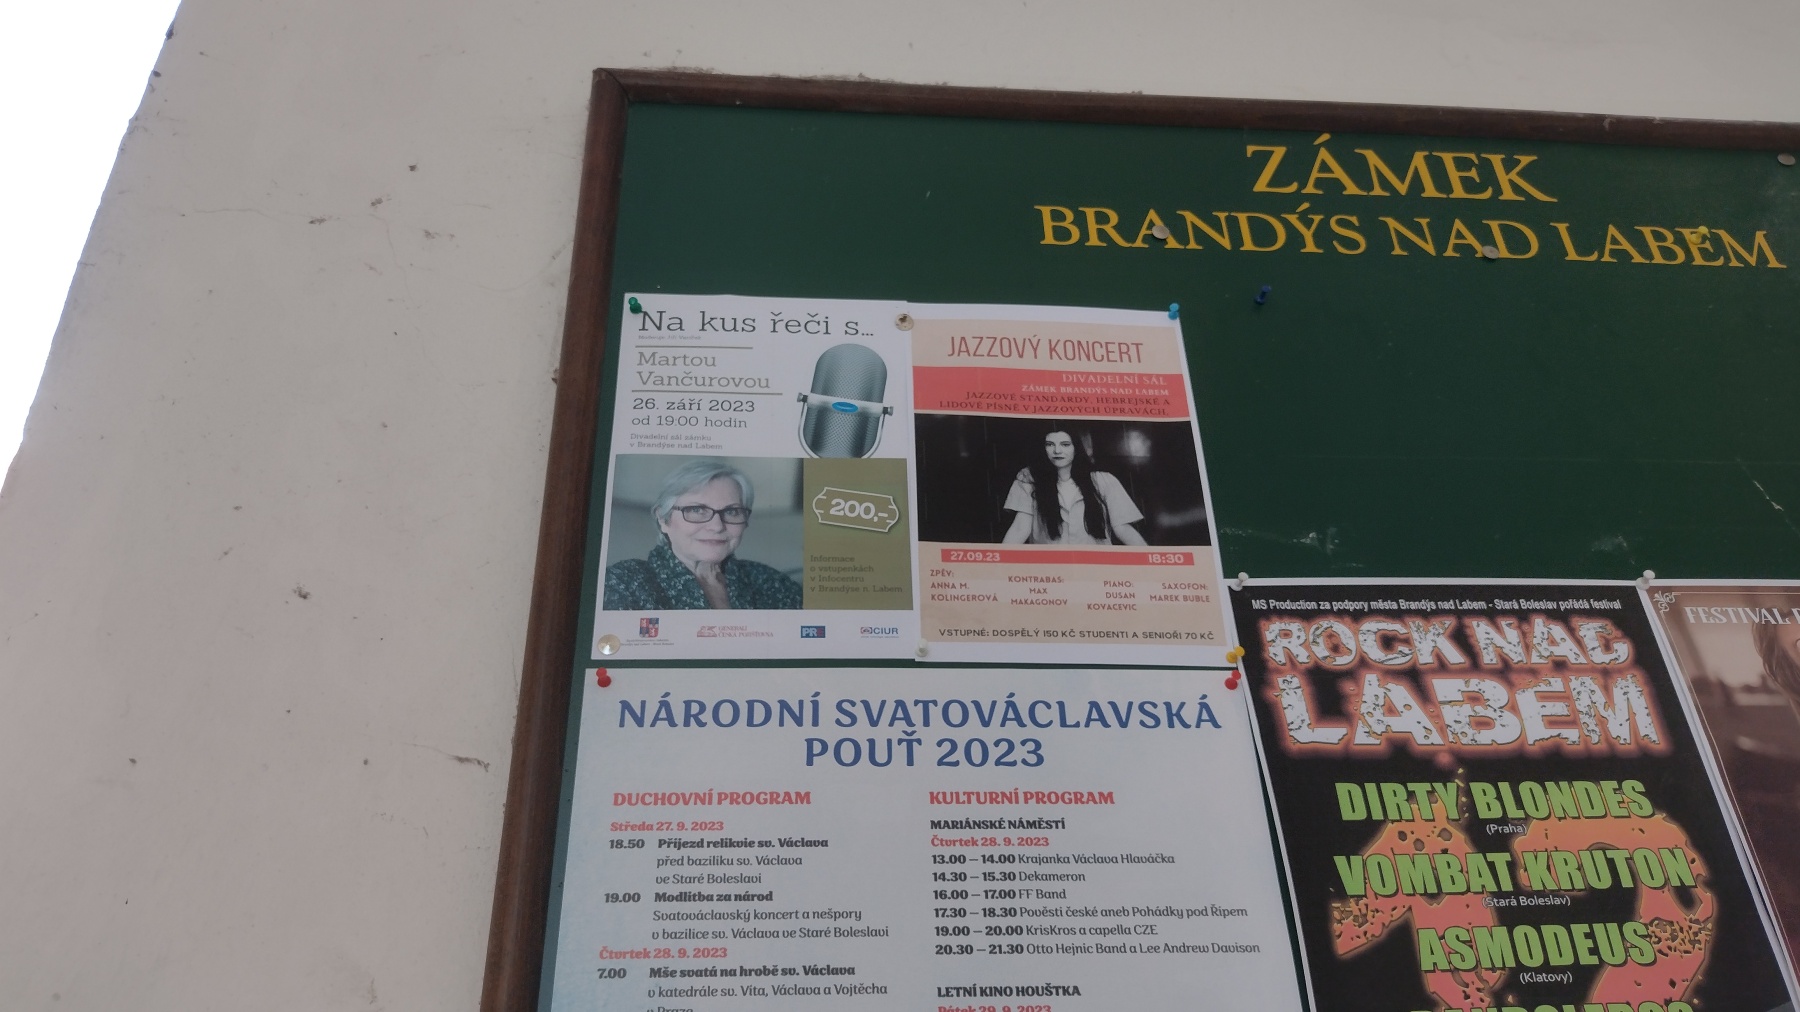 ZÁMEK
BRANDÝS NAD LABEM
Na kus řeči s...
Martou
Vančurovou
26. září 2023
od 19:00 hodin
Divadelní sál zámku
v Brandýse nad Labem
200,-
Informace
o vstupenkách
v Infocentru
v Brandýse n. Labem
GENERALI
ČESKÁ POJIŠŤOVNA
CIUR
JAZZOVÝ KONCERT
DIVADELNÍ SÁL
ZÁMEK BRANDÝS NAD LABEM
JAZZOVÉ STANDARDY, HEBREJSKÉ A
LIDOVÉ PÍSNĚ V JAZZOVÝCH ÚPRAVÁCH.
27.09.23 18:30
ZPĚV:
ANNA M.
KOLINGEROVÁ
KONTRABAS:
MAX
MAKAGONOV
PIANO:
DUSAN
KOVACEVIC
SAXOFON:
MAREK BUBLE
VSTUPNÉ: DOSPĚLÝ 150 KČ STUDENTI A SENIOŘI 70 KČ
NÁRODNÍ SVATOVÁCLAVSKÁ
POUŤ 2023
DUCHOVNÍ PROGRAM
Středa 27. 9. 2023
18.50 Příjezd relikvie sv. Václava
před baziliku sv. Václava
ve Staré Boleslavi
19.00 Modlitba za národ
Svatováclavský koncert a nešpory
v bazilice sv. Václava ve Staré Boleslavi
Čtvrtek 28. 9. 2023
7.00 Mše svatá na hrobě sv. Václava
v katedrále sv. Víta, Václava a Vojtěcha
v Praze
KULTURNÍ PROGRAM
MARIÁNSKÉ NÁMĚSTÍ
Čtvrtek 28. 9. 2023
13.00 – 14.00 Krajanka Václava Hlaváčka
14.30 – 15.30 Dekameron
16.00 – 17.00 FF Band
17.30 – 18.30 Pověsti české aneb Pohádky pod Řípem
19.00 – 20.00 KrisKros a capella CZE
20.30 – 21.30 Otto Hejnic Band a Lee Andrew Davison
LETNÍ KINO HOUŠTKA
Pátek 29. 9. 2023
MS Production za podpory města Brandýs nad Labem - Stará Boleslav pořádá festival
ROCK NAD
LABEM
19
DIRTY BLONDES
(Praha)
VOMBAT KRUTON
(Stará Boleslav)
ASMODEUS
(Klatovy)
FESTIVAL